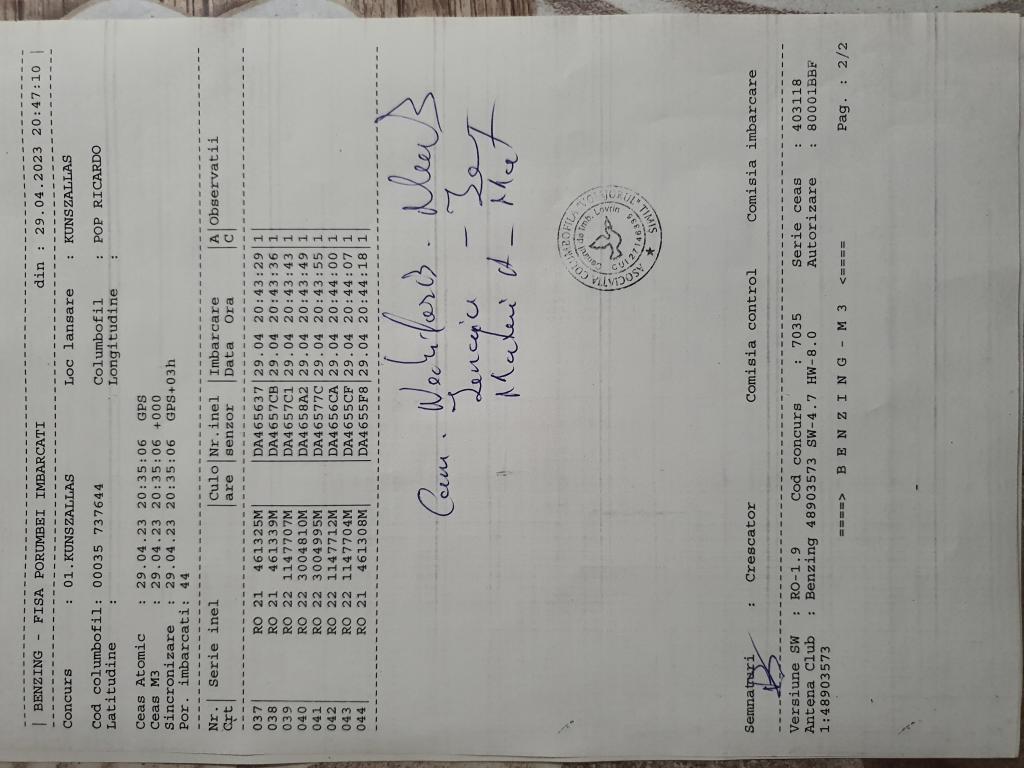 | BENZING - FISA PORUMBEI IMBARCATI din : 29.04.2023 20:47:10 |
Concurs : 01.KUNSZALLAS Loc lansare : KUNSZALLAS
Cod columbofil: 00035 737644 Columbofil : POP RICARDO
Latitudine : Longitudine :
Ceas Atomic : 29.04.23 20:35:06 GPS
Ceas M3 : 29.04.23 20:35:06 +000
Sincronizare : 29.04.23 20:35:06 GPS+03h
Por imbarcati: 44
Nr.| Serie inel |Culo|Nr.inel |Imbarcare |A|Observatii
Crt| |are |senzor |Data Ora |C|
037| RO 21 461325M| |DA465637|29.04 20:43:29|1|
038| RO 21 461339M| |DA4657CB|29.04 20:43:36|1|
039| RO 22 1147707M| |DA4657C1|29.04 20:43:43|1|
040| RO 22 3004810M| |DA4658A2|29.04 20:43:49|1|
041| RO 22 3004995M| |DA46577C|29.04 20:43:55|1|
042| RO 22 1147712M| |DA4656CA|29.04 20:44:00|1|
043| RO 22 1147704M| |DA4655CF|29.04 20:44:07|1|
044| RO 21 461308M| |DA4655F8|29.04 20:44:18|1|
ASOCIATIA COLUMBOFILA "VOIAJORUL" TIMIS
Lovrin
CUI 27146336
Semnaturi : Crescator Comisia control Comisia imbarcare
Versiune SW : RO-1.9 Cod concurs : 7035 Serie ceas : 403118
Antena Club : Benzing 48903573 SW-4.7 HW-8.0 Autorizare : 80001BBF
1:48903573
====> B E N Z I N G - M 3 <==== Pag. : 2/2